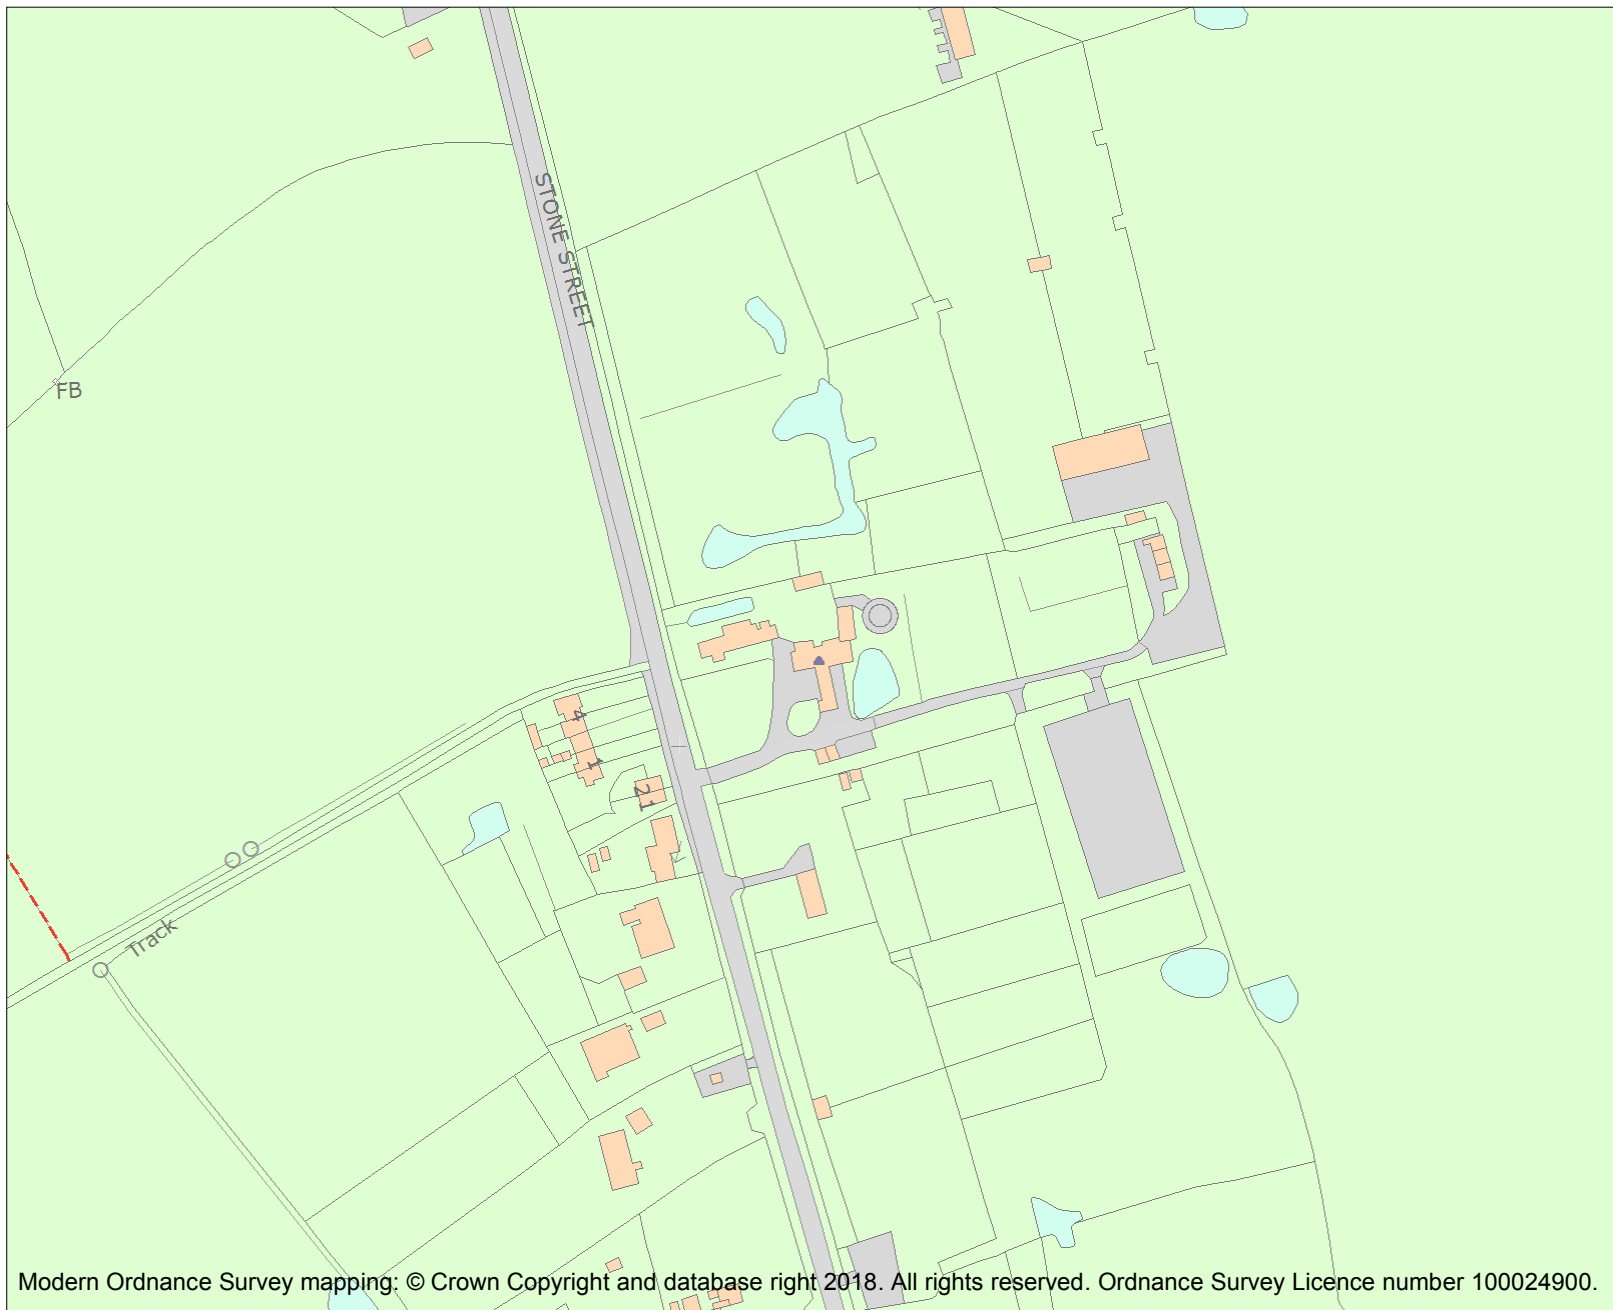 STONE STREET
FB
4
1
21
Track
Modern Ordnance Survey mapping: © Crown Copyright and database right 2018. All rights reserved. Ordnance Survey Licence number 100024900.